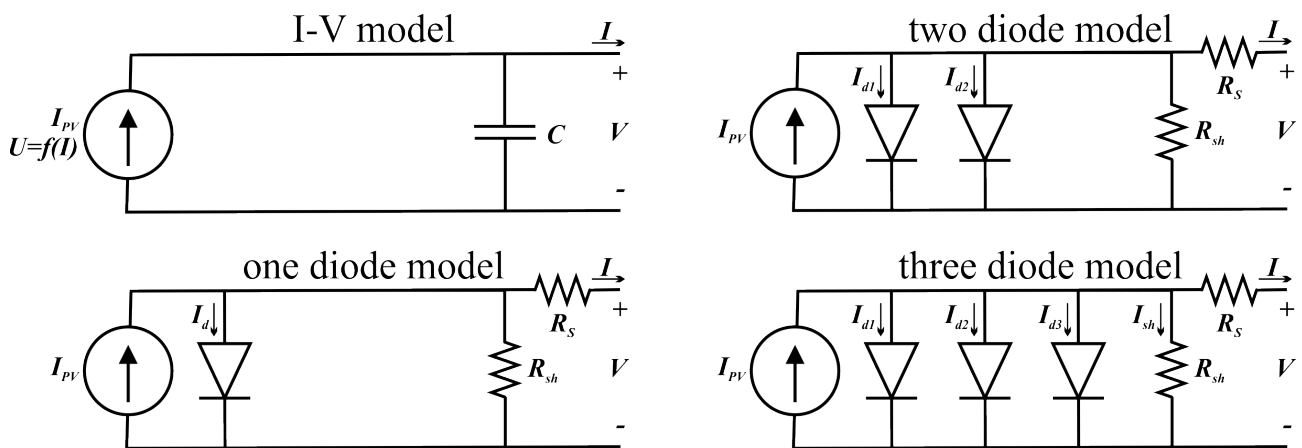 I-V model
I
+
I_PV
U=f(I)
C
V
-
two diode model
I
I_d1
I_d2
R_S
+
I_PV
R_sh
V
-
one diode model
I
I_d
R_S
+
I_PV
R_sh
V
-
three diode model
I
I_d1
I_d2
I_d3
I_sh
R_S
+
I_PV
R_sh
V
-